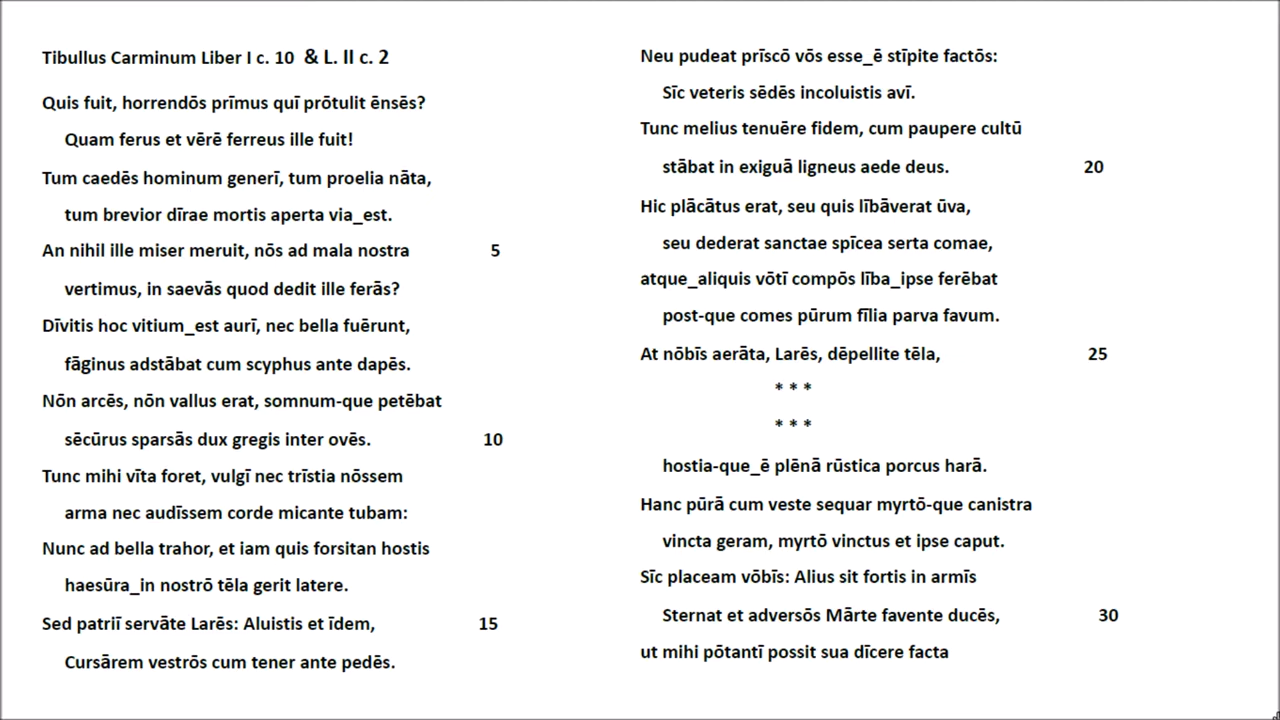 Tibullus Carminum Liber I c. 10 & L. II c. 2
Quis fuit, horrendōs prīmus quī prōtulit ēnsēs?
Quam ferus et vērē ferreus ille fuit!
Tum caedēs hominum generī, tum proelia nāta,
tum brevior dīrae mortis aperta via_est.
An nihil ille miser meruit, nōs ad mala nostra 5
vertimus, in saevās quod dedit ille ferās?
Dīvitis hoc vitium_est aurī, nec bella fuērunt,
fāginus adstābat cum scyphus ante dapēs.
Nōn arcēs, nōn vallus erat, somnum-que petēbat
sēcūrus sparsās dux gregis inter ovēs. 10
Tunc mihi vīta foret, vulgī nec trīstia nōssem
arma nec audīssem corde micante tubam:
Nunc ad bella trahor, et iam quis forsitan hostis
haesūra_in nostrō tēla gerit latere.
Sed patriī servāte Larēs: Aluistis et īdem, 15
Cursārem vestrōs cum tener ante pedēs.
Neu pudeat prīscō vōs esse_ē stīpite factōs:
Sīc veteris sēdēs incoluistis avī.
Tunc melius tenuēre fidem, cum paupere cultū
stābat in exiguā ligneus aede deus. 20
Hic plācātus erat, seu quis lībāverat ūva,
seu dederat sanctae spīcea serta comae,
atque_aliquis vōtī compōs lība_ipse ferēbat
post-que comes pūrum fīlia parva favum.
At nōbīs aerāta, Larēs, dēpellite tēla, 25
* * *
* * *
hostia-que_ē plēnā rūstica porcus harā.
Hanc pūrā cum veste sequar myrtō-que canistra
vincta geram, myrtō vinctus et ipse caput.
Sīc placeam vōbīs: Alius sit fortis in armīs
Sternat et adversōs Mārte favente ducēs, 30
ut mihi pōtantī possit sua dīcere facta